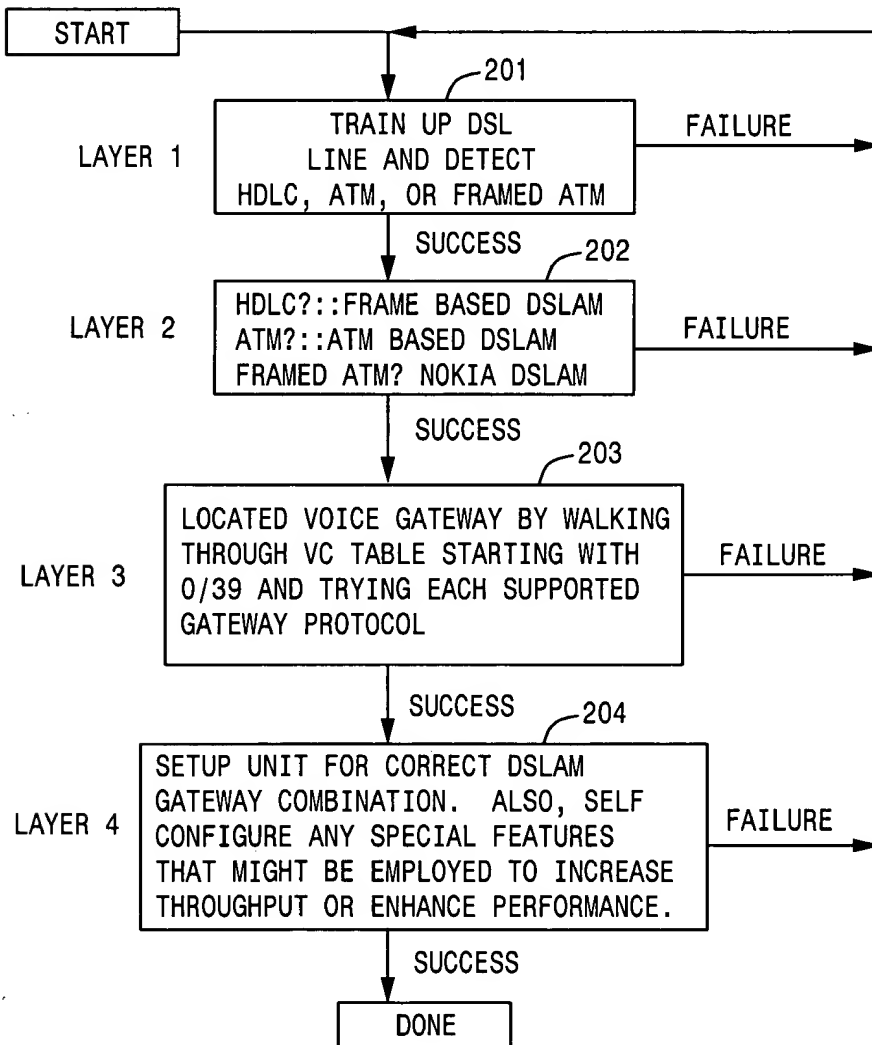 START
201
TRAIN UP DSL
LINE AND DETECT
HDLC, ATM, OR FRAMED ATM
LAYER 1
FAILURE
SUCCESS
202
HDLC?::FRAME BASED DSLAM
ATM?::ATM BASED DSLAM
FRAMED ATM? NOKIA DSLAM
LAYER 2
FAILURE
SUCCESS
203
LOCATED VOICE GATEWAY BY WALKING
THROUGH VC TABLE STARTING WITH
0/39 AND TRYING EACH SUPPORTED
GATEWAY PROTOCOL
LAYER 3
FAILURE
SUCCESS
204
SETUP UNIT FOR CORRECT DSLAM
GATEWAY COMBINATION. ALSO, SELF
CONFIGURE ANY SPECIAL FEATURES
THAT MIGHT BE EMPLOYED TO INCREASE
THROUGHPUT OR ENHANCE PERFORMANCE.
LAYER 4
FAILURE
SUCCESS
DONE